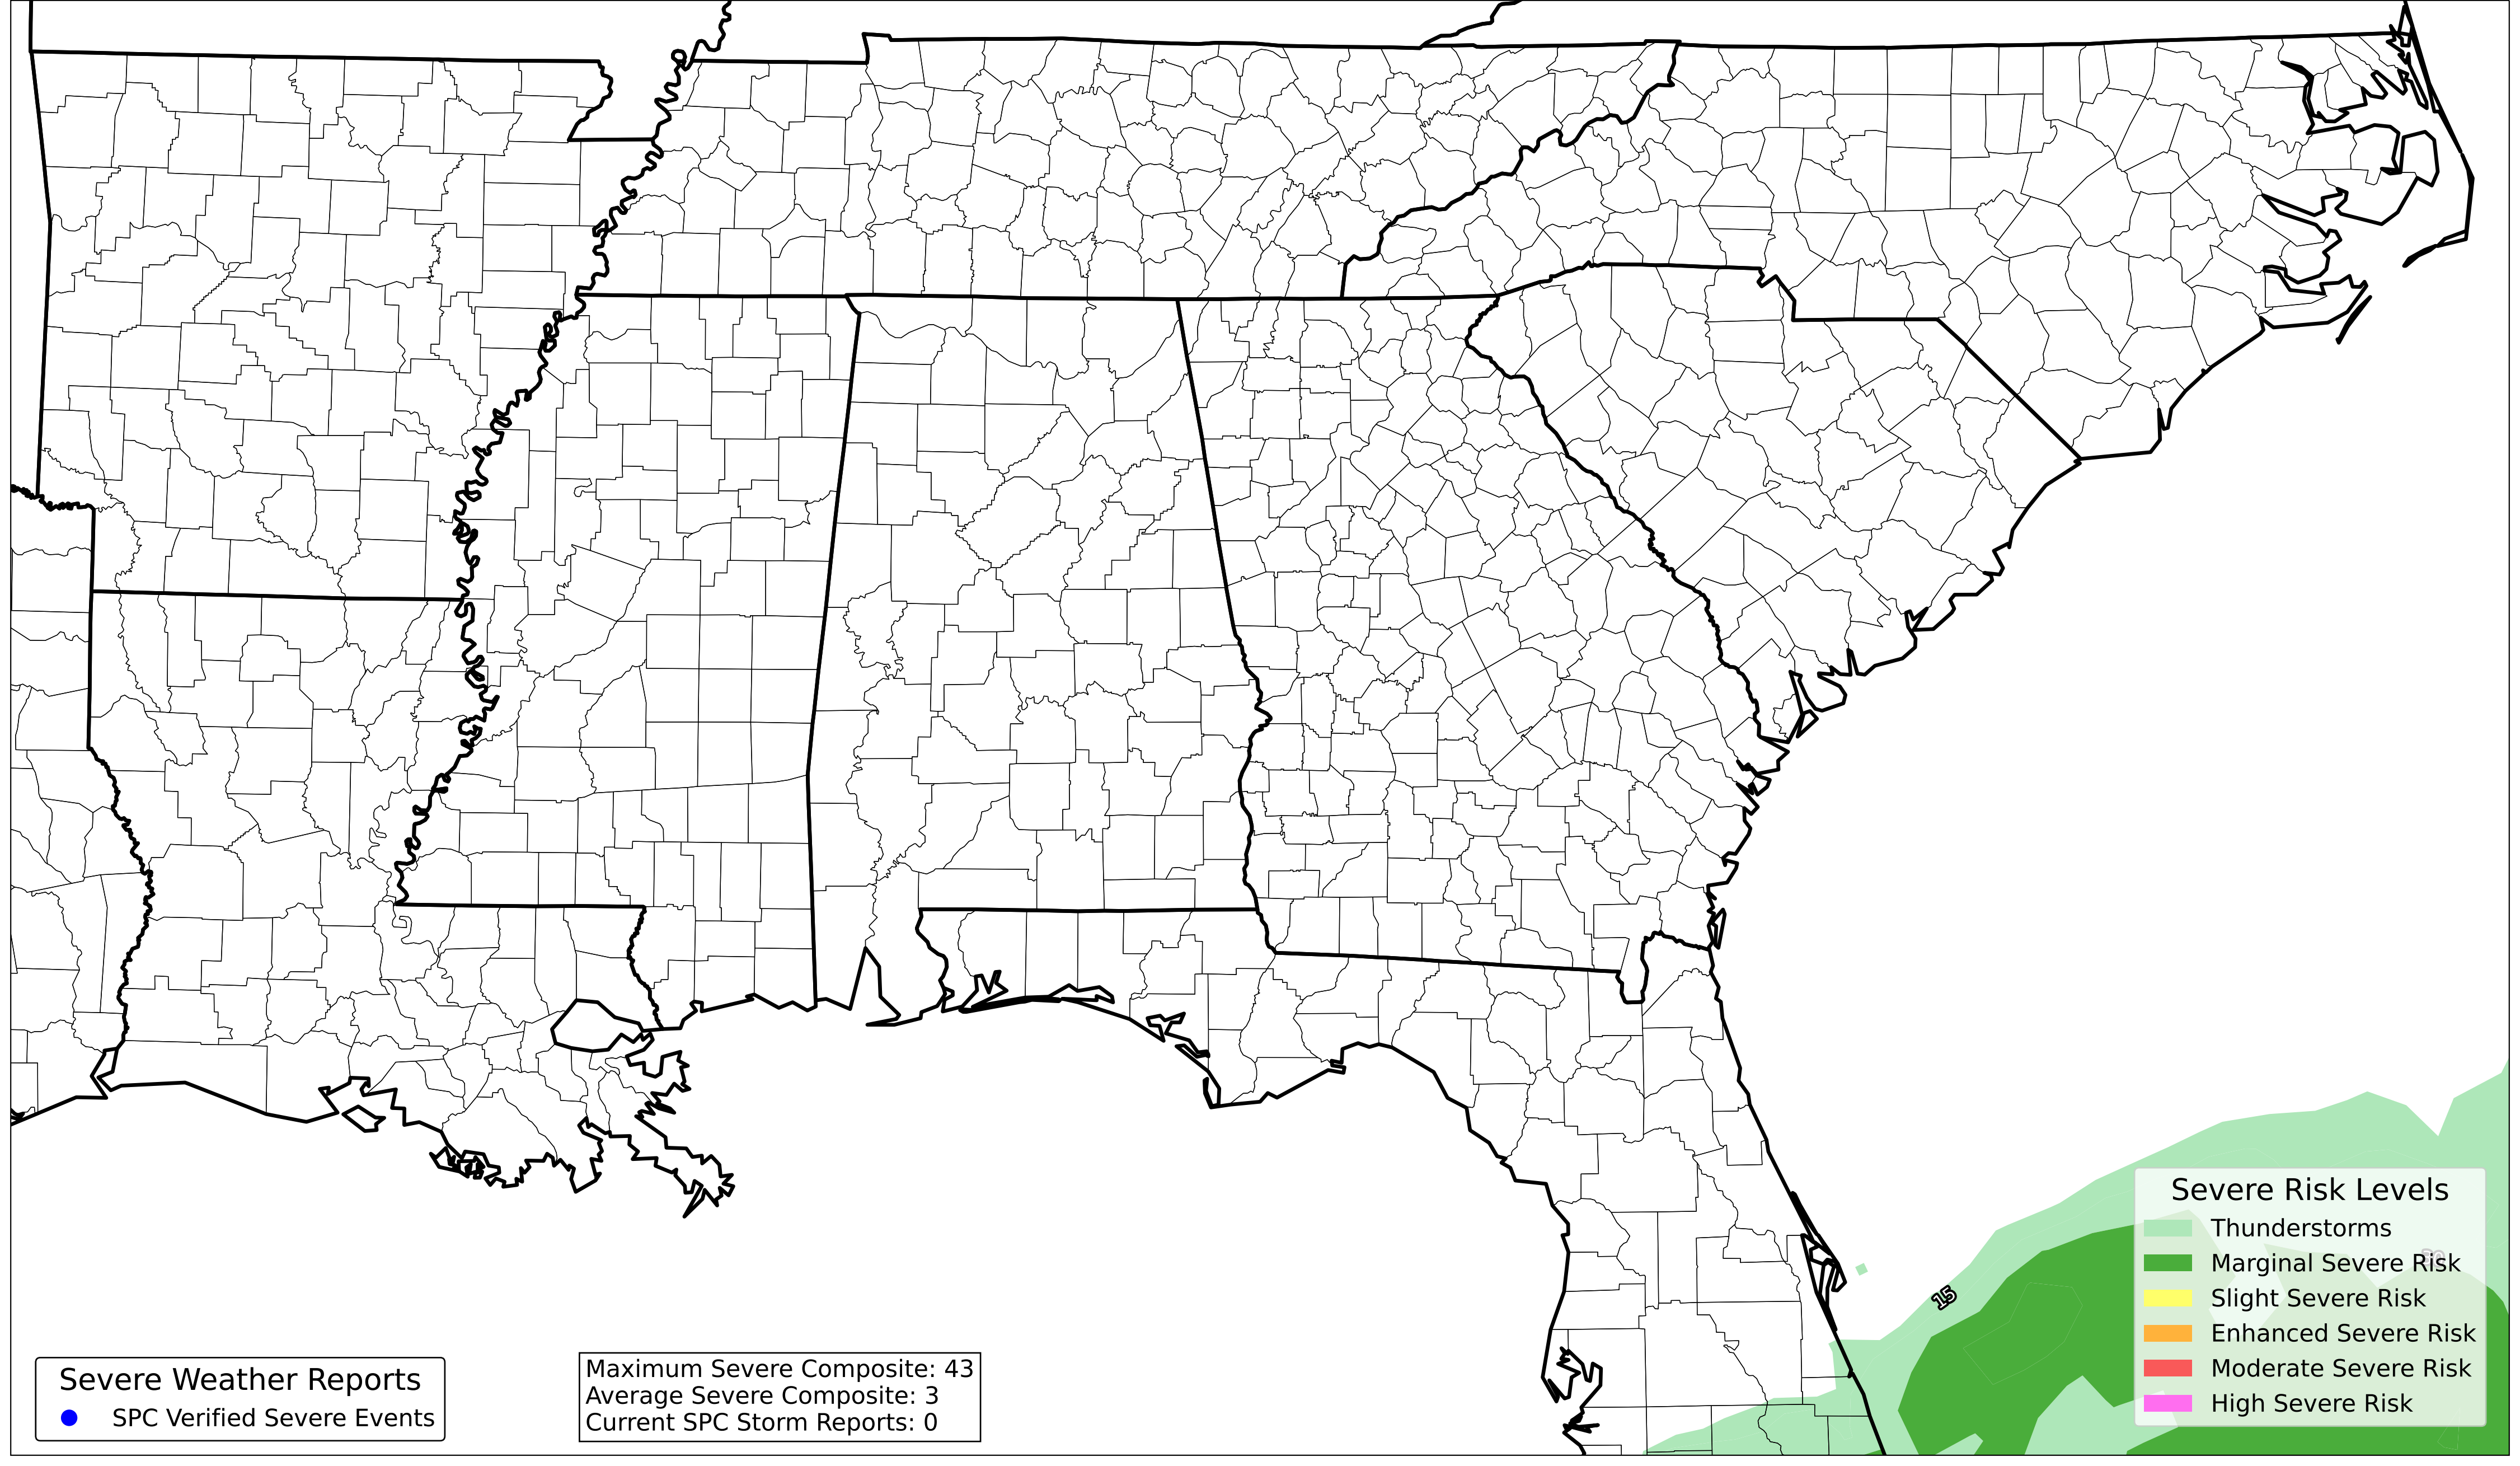 15
Severe Risk Levels
Thunderstorms
Marginal Severe Risk
Slight Severe Risk
Enhanced Severe Risk
Moderate Severe Risk
High Severe Risk
Severe Weather Reports
SPC Verified Severe Events
Maximum Severe Composite: 43
Average Severe Composite: 3
Current SPC Storm Reports: 0